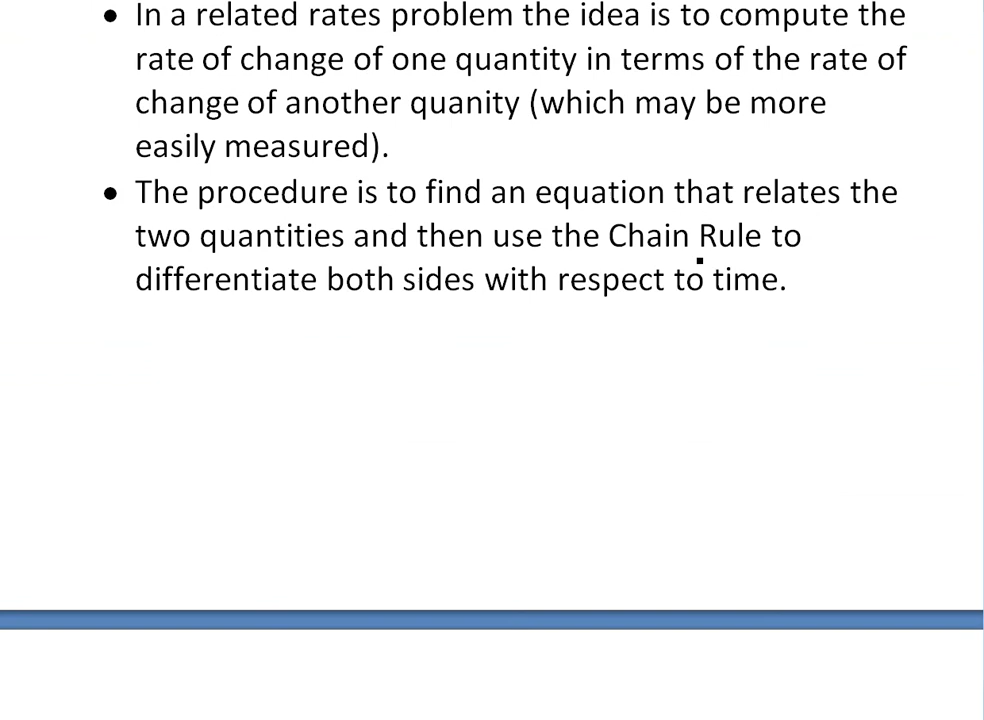 • In a related rates problem the idea is to compute the
rate of change of one quantity in terms of the rate of
change of another quanity (which may be more
easily measured).
• The procedure is to find an equation that relates the
two quantities and then use the Chain Rule to
differentiate both sides with respect to time.